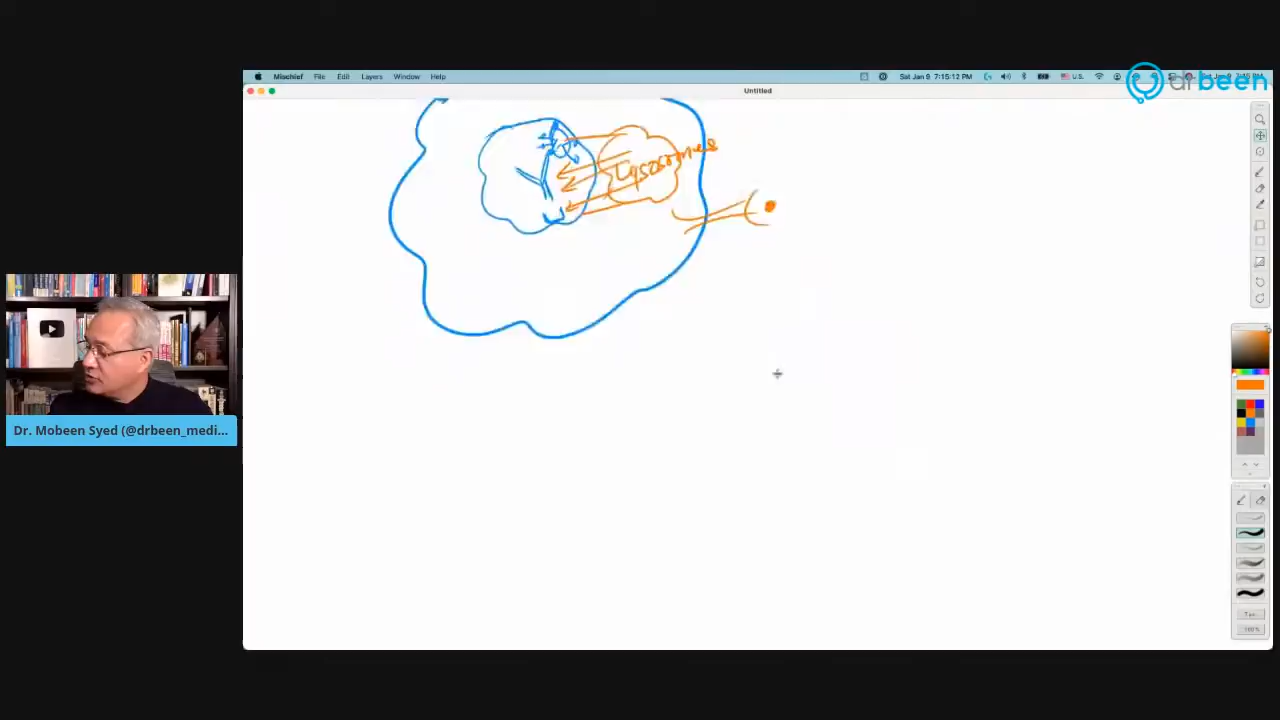 drbeen
Mischief File Edit Layers Window Help
Sat Jan 9 7:15:12 PM
U.S.
Untitled
Lysosomes
Dr. Mobeen Syed (@drbeen_medi...
100%